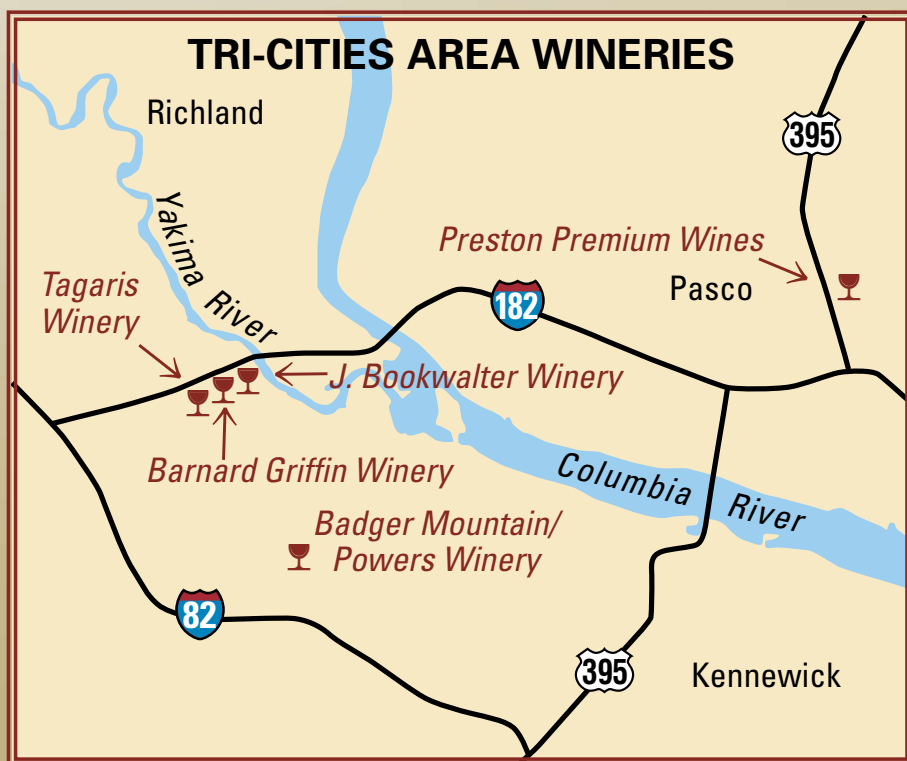 TRI-CITIES AREA WINERIES
Richland
395
Yakima River
Preston Premium Wines
Pasco
Tagaris
Winery
182
J. Bookwalter Winery
Barnard Griffin Winery
Columbia River
Badger Mountain/
Powers Winery
82
395
Kennewick